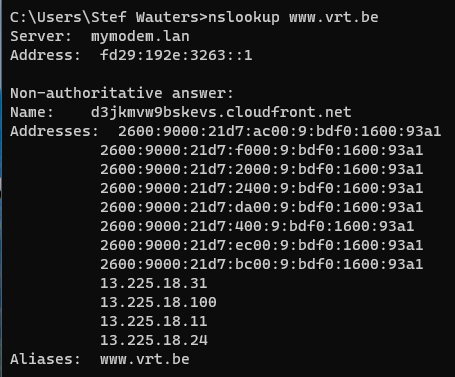 C:\Users\Stef Wauters>nslookup www.vrt.be
Server:  mymodem.lan
Address:  fd29:192e:3263::1

Non-authoritative answer:
Name:    d3jkmvw9bskevs.cloudfront.net
Addresses:  2600:9000:21d7:ac00:9:bdf0:1600:93a1
          2600:9000:21d7:f000:9:bdf0:1600:93a1
          2600:9000:21d7:2000:9:bdf0:1600:93a1
          2600:9000:21d7:2400:9:bdf0:1600:93a1
          2600:9000:21d7:da00:9:bdf0:1600:93a1
          2600:9000:21d7:400:9:bdf0:1600:93a1
          2600:9000:21d7:ec00:9:bdf0:1600:93a1
          2600:9000:21d7:bc00:9:bdf0:1600:93a1
          13.225.18.31
          13.225.18.100
          13.225.18.11
          13.225.18.24
Aliases:  www.vrt.be